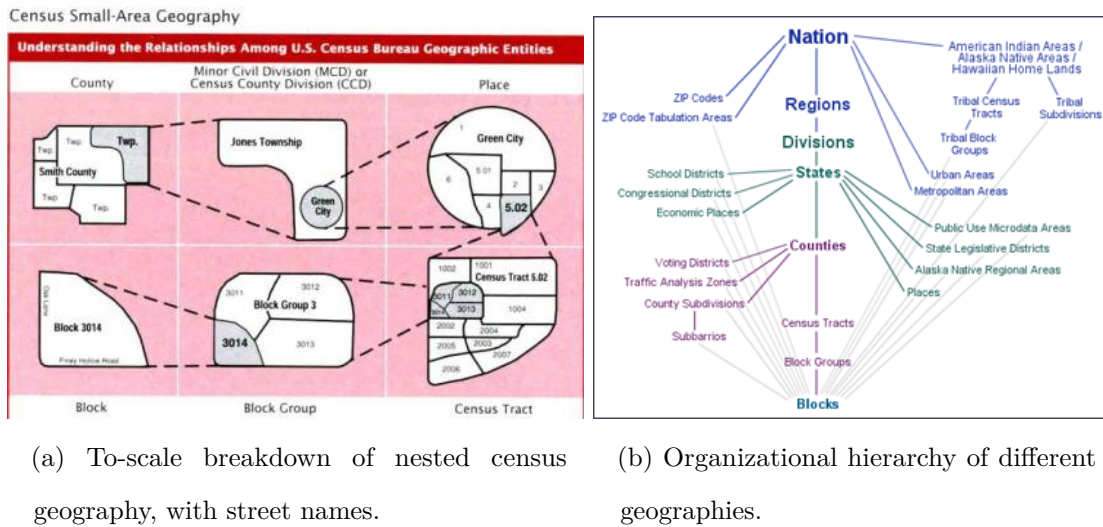 Census Small-Area Geography
Understanding the Relationships Among U.S. Census Bureau Geographic Entities
County
Minor Civil Division (MCD) or
Census County Division (CCD)
Place
Twp.
Twp.
Twp.
Smith County
Twp.
Twp.
Jones Township
Green
City
1
Green City
5.01
6
2
3
4
5.02
Oak Lane
Block 3014
Piney Hollow Road
3011
3012
Block Group 3
3014
3013
1002
1001
Census Tract 5.02
3011
3012
3013
1004
2002
2004
2005
2003
2007
2006
Block
Block Group
Census Tract
(a) To-scale breakdown of nested census
geography, with street names.
Nation
American Indian Areas /
Alaska Native Areas /
Hawaiian Home Lands
ZIP Codes
ZIP Code Tabulation Areas
Regions
Tribal Census
Tracts
Tribal
Subdivisions
Divisions
Tribal Block
Groups
School Districts
States
Urban Areas
Congressional Districts
Metropolitan Areas
Economic Places
Public Use Microdata Areas
Counties
State Legislative Districts
Voting Districts
Alaska Native Regional Areas
Traffic Analysis Zones
Places
County Subdivisions
Census Tracts
Subbarrios
Block Groups
Blocks
(b) Organizational hierarchy of different
geographies.